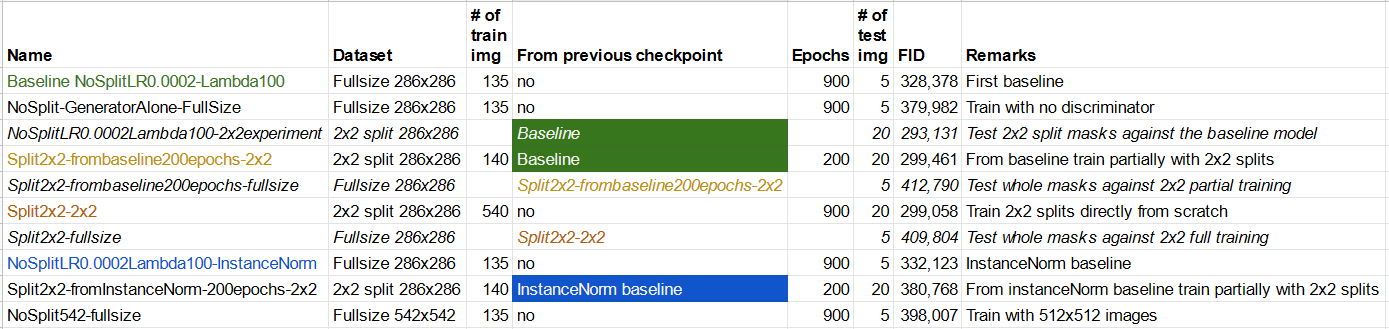 Name Dataset # of train img From previous checkpoint Epochs # of test img FID Remarks
Baseline NoSplitLR0.0002-Lambda100 Fullsize 286x286 135 no 900 5 328,378 First baseline
NoSplit-GeneratorAlone-FullSize Fullsize 286x286 135 no 900 5 379,982 Train with no discriminator
NoSplitLR0.0002Lambda100-2x2experiment 2x2 split 286x286 Baseline 20 293,131 Test 2x2 split masks against the baseline model
Split2x2-frombaseline200epochs-2x2 2x2 split 286x286 140 Baseline 200 20 299,461 From baseline train partially with 2x2 splits
Split2x2-frombaseline200epochs-fullsize Fullsize 286x286 Split2x2-frombaseline200epochs-2x2 5 412,790 Test whole masks against 2x2 partial training
Split2x2-2x2 2x2 split 286x286 540 no 900 20 299,058 Train 2x2 splits directly from scratch
Split2x2-fullsize Fullsize 286x286 Split2x2-2x2 5 409,804 Test whole masks against 2x2 full training
NoSplitLR0.0002Lambda100-InstanceNorm Fullsize 286x286 135 no 900 5 332,123 InstanceNorm baseline
Split2x2-fromInstanceNorm-200epochs-2x2 2x2 split 286x286 140 InstanceNorm baseline 200 20 380,768 From instanceNorm baseline train partially with 2x2 splits
NoSplit542-fullsize Fullsize 542x542 135 no 900 5 398,007 Train with 512x512 images